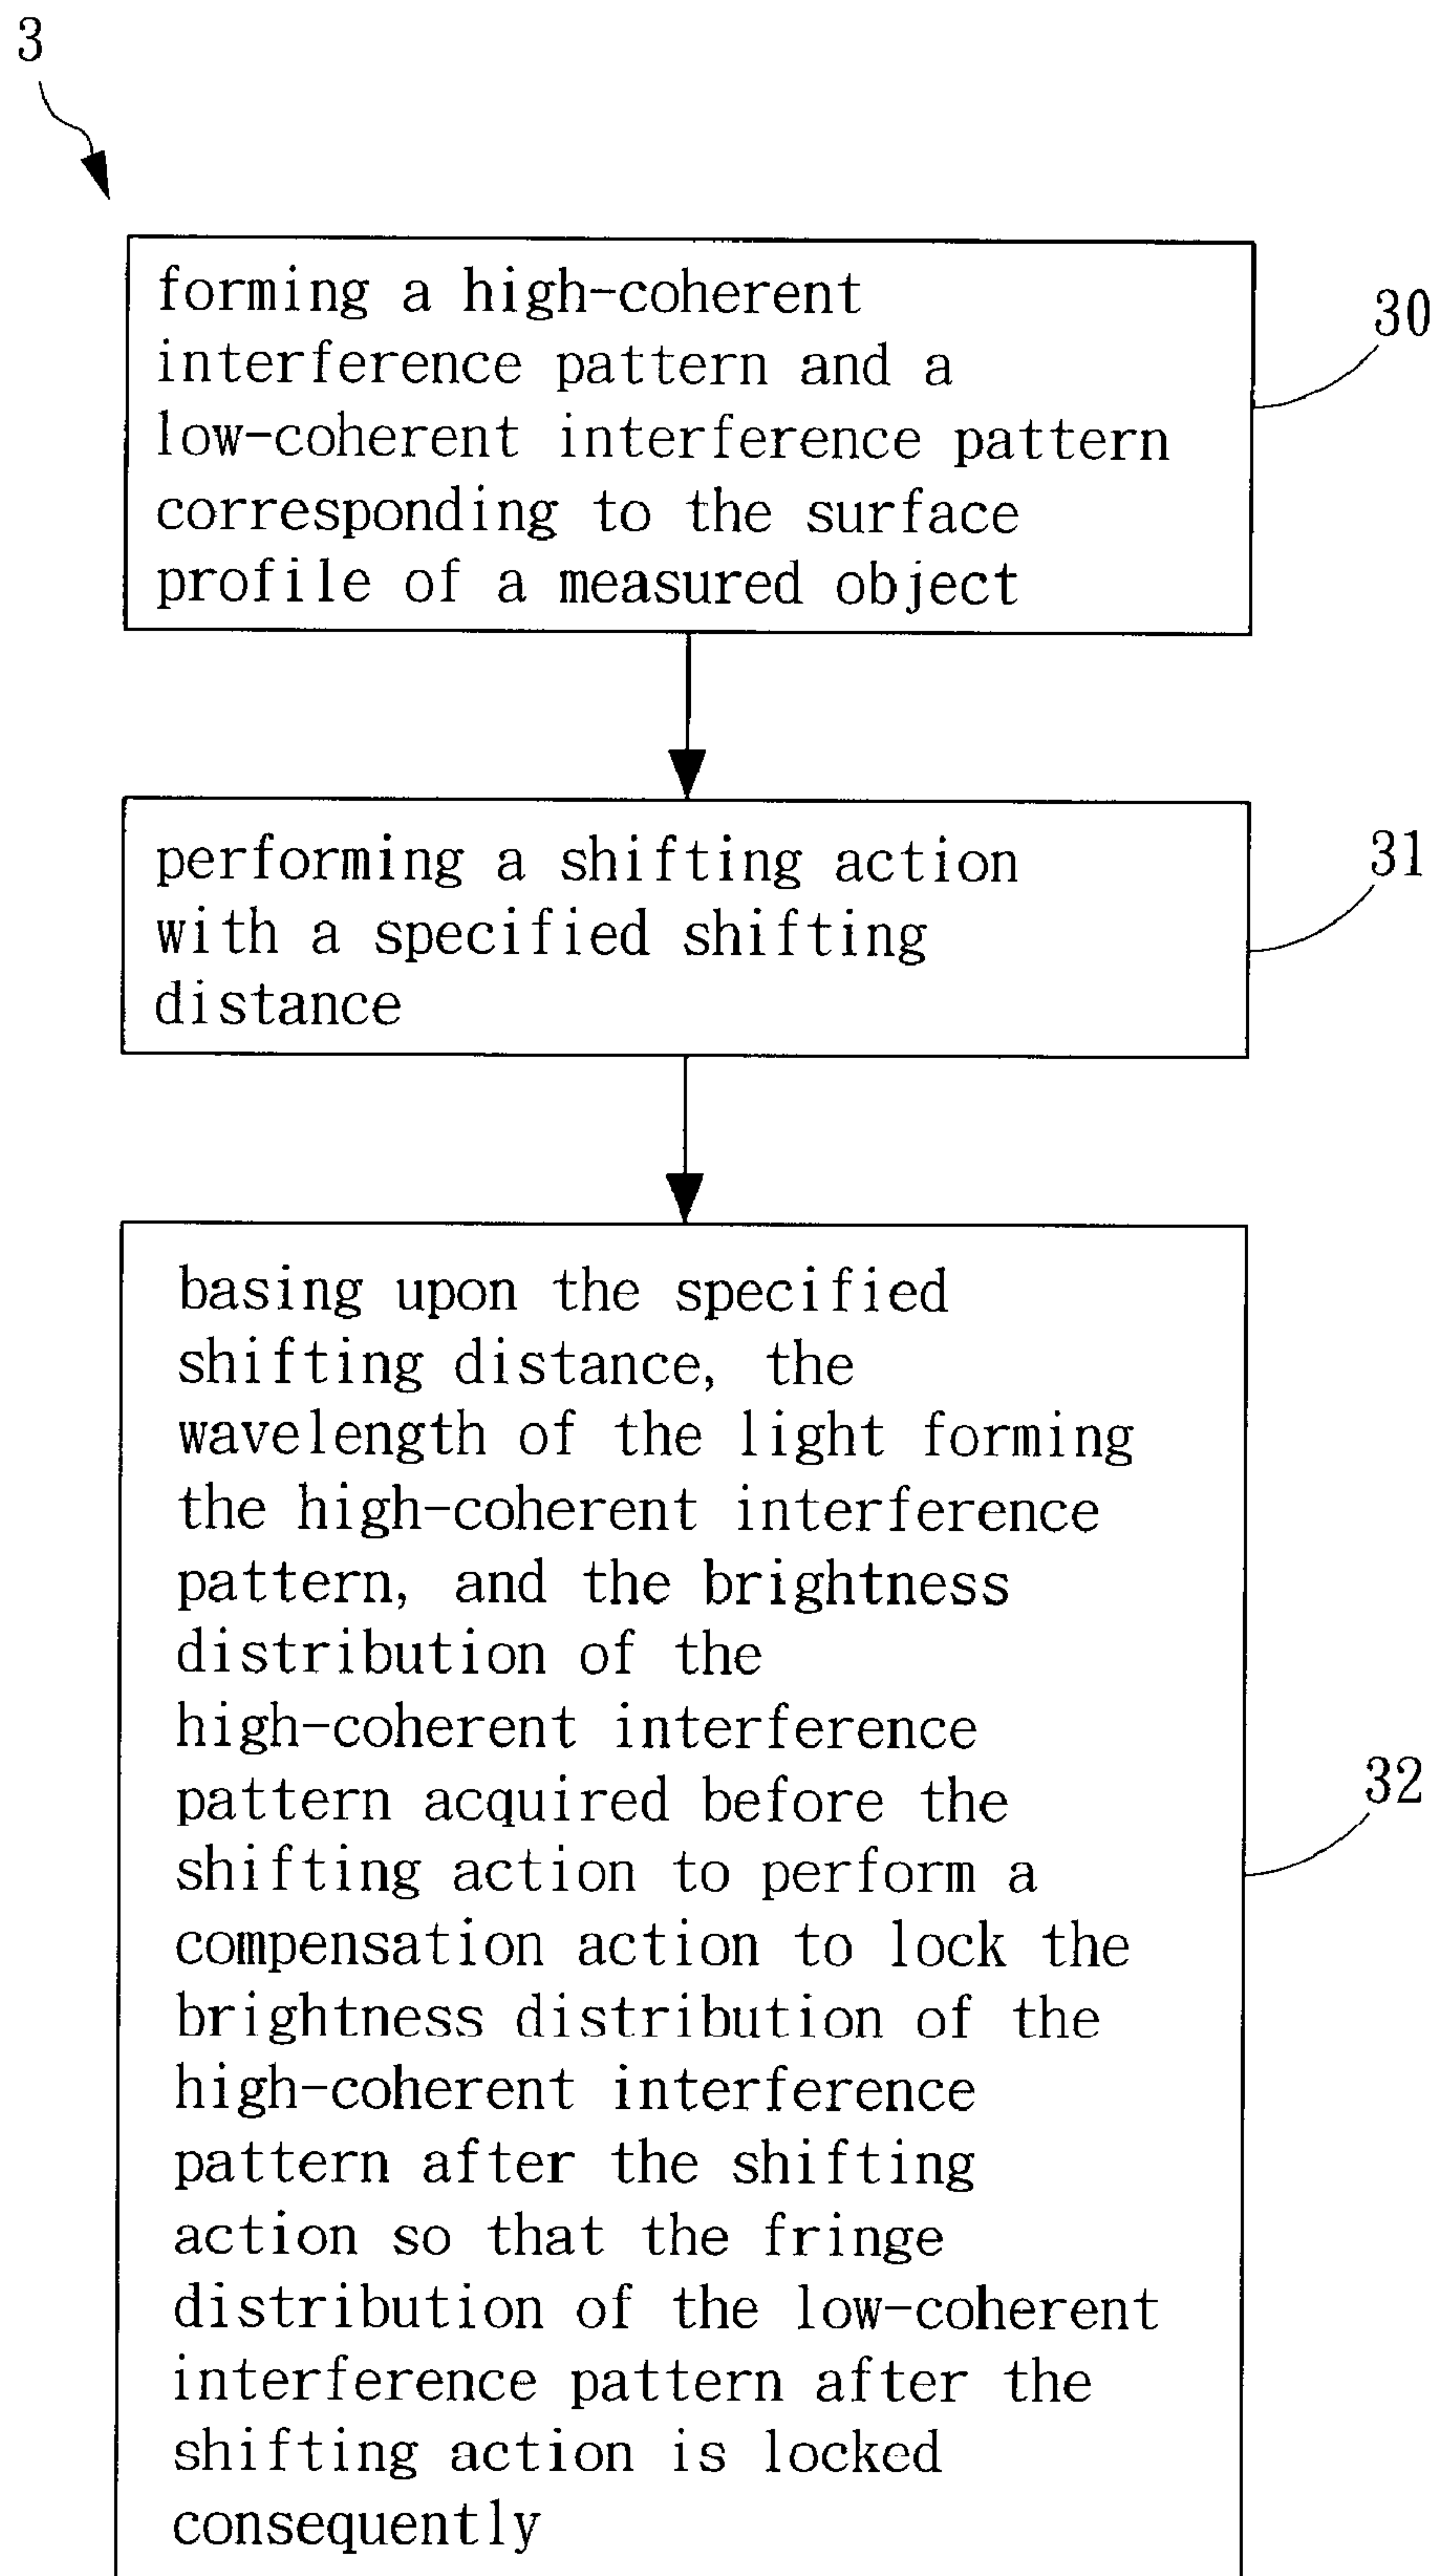 3
forming a high-coherent
interference pattern and a
low-coherent interference pattern
corresponding to the surface
profile of a measured object
30
performing a shifting action
with a specified shifting
distance
31
basing upon the specified
shifting distance, the
wavelength of the light forming
the high-coherent interference
pattern, and the brightness
distribution of the
high-coherent interference
pattern acquired before the
shifting action to perform a
compensation action to lock the
brightness distribution of the
high-coherent interference
pattern after the shifting
action so that the fringe
distribution of the low-coherent
interference pattern after the
shifting action is locked
consequently
32